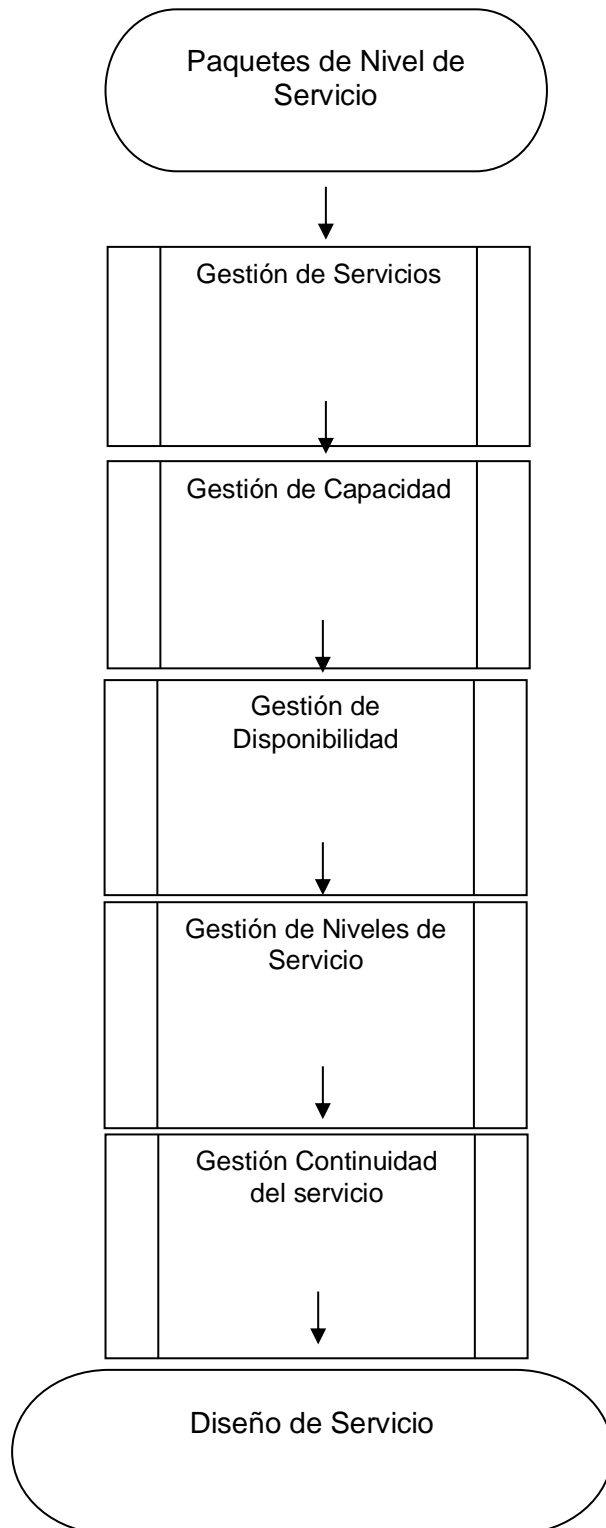 Paquetes de Nivel de
Servicio
Gestión de Servicios
Gestión de Capacidad
Gestión de
Disponibilidad
Gestión de Niveles de
Servicio
Gestión Continuidad
del servicio
Diseño de Servicio